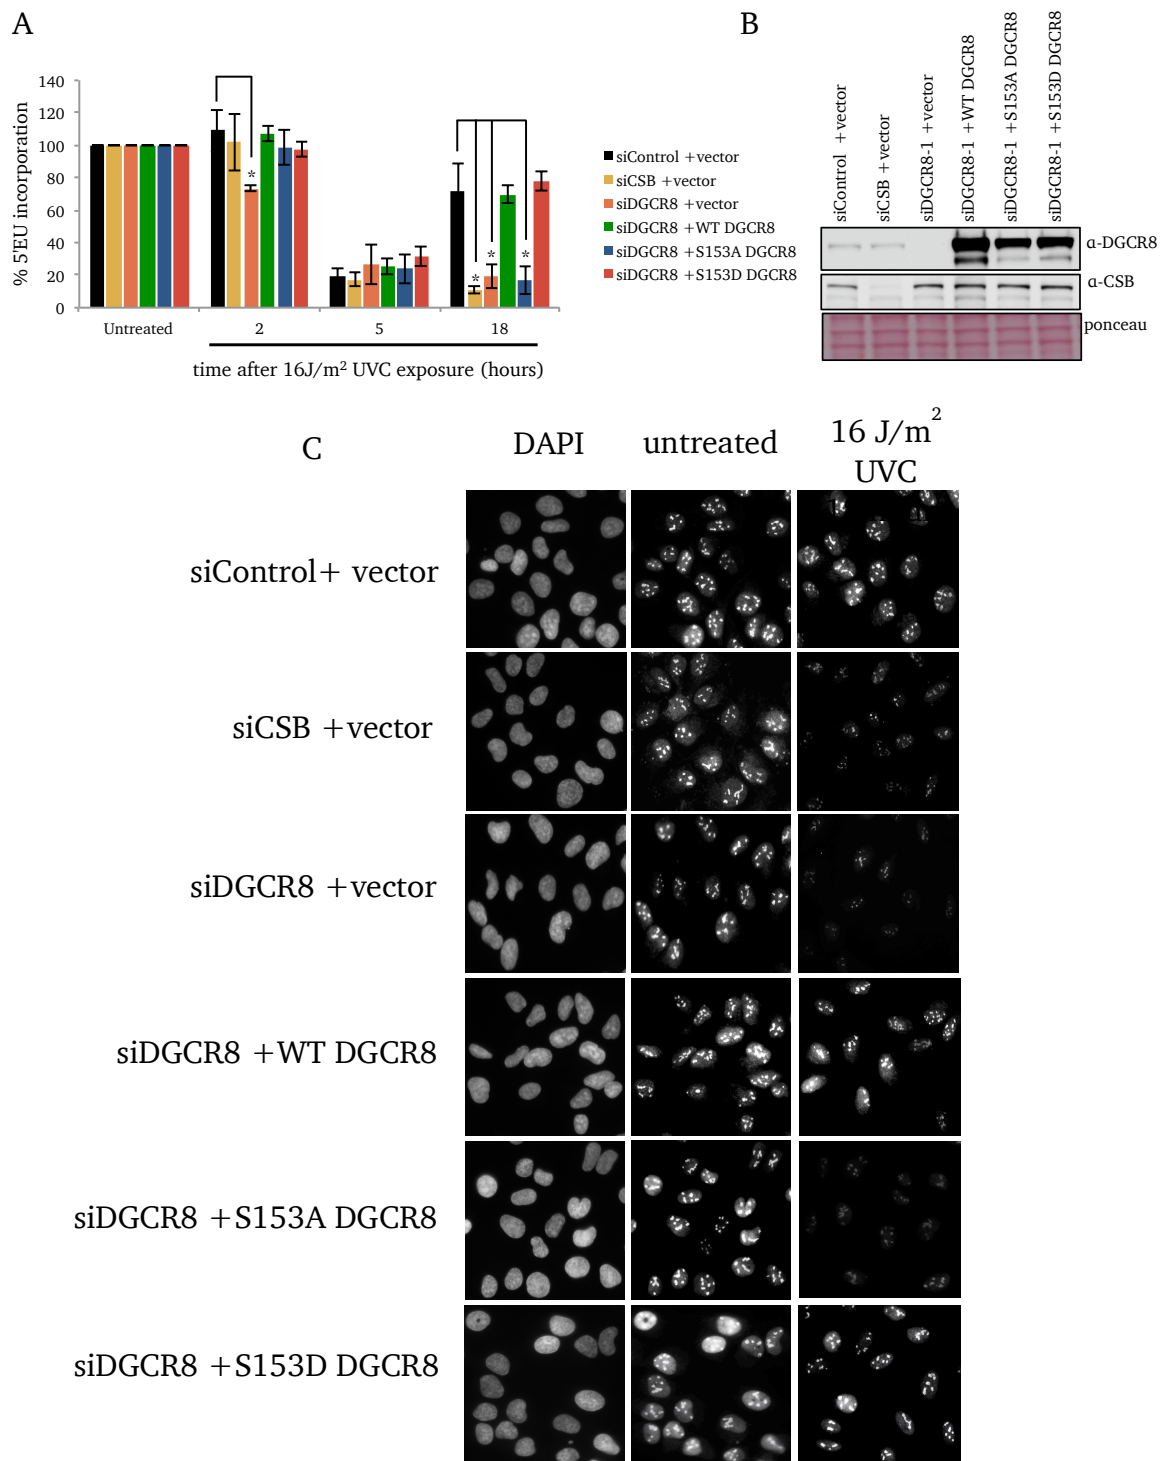 A
140
120
100
80
60
40
20
0
% 5'EU incorporation
*
*
*
*
Untreated
2
5
18
time after 16J/m² UVC exposure (hours)
siControl +vector
siCSB +vector
siDGCR8 +vector
siDGCR8 +WT DGCR8
siDGCR8 +S153A DGCR8
siDGCR8 +S153D DGCR8
B
siControl +vector
siCSB +vector
siDGCR8-1 +vector
siDGCR8-1 +WT DGCR8
siDGCR8-1 +S153A DGCR8
siDGCR8-1 +S153D DGCR8
α-DGCR8
α-CSB
ponceau
C
DAPI
untreated
16 J/m²
UVC
siControl+ vector
siCSB +vector
siDGCR8 +vector
siDGCR8 +WT DGCR8
siDGCR8 +S153A DGCR8
siDGCR8 +S153D DGCR8